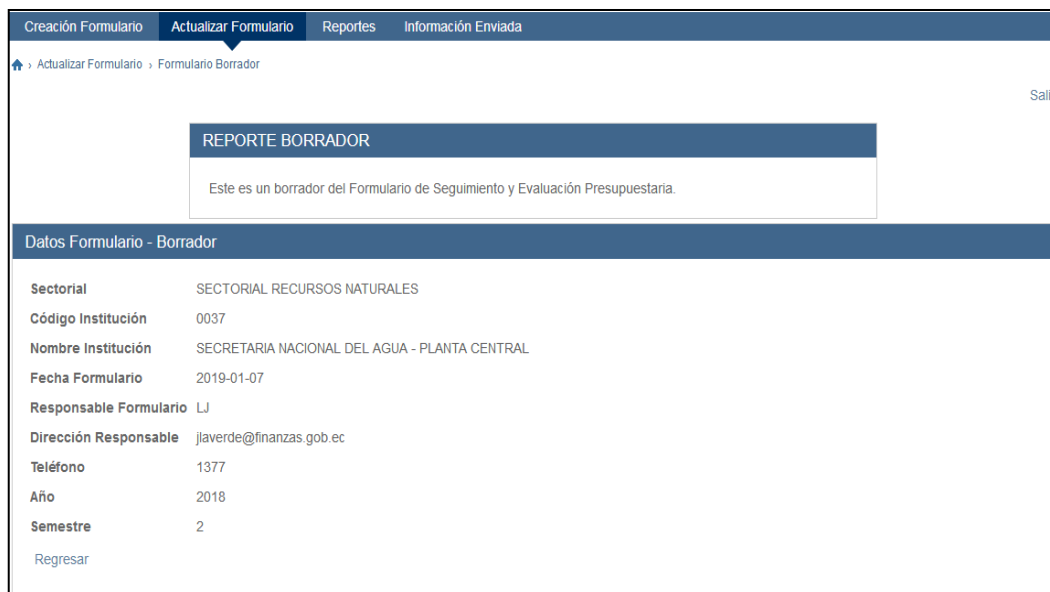 Creación Formulario Actualizar Formulario Reportes Información Enviada
› Actualizar Formulario › Formulario Borrador
Sali
REPORTE BORRADOR
Este es un borrador del Formulario de Seguimiento y Evaluación Presupuestaria.
Datos Formulario - Borrador
Sectorial SECTORIAL RECURSOS NATURALES
Código Institución 0037
Nombre Institución SECRETARIA NACIONAL DEL AGUA - PLANTA CENTRAL
Fecha Formulario 2019-01-07
Responsable Formulario LJ
Dirección Responsable jlaverde@finanzas.gob.ec
Teléfono 1377
Año 2018
Semestre 2
Regresar